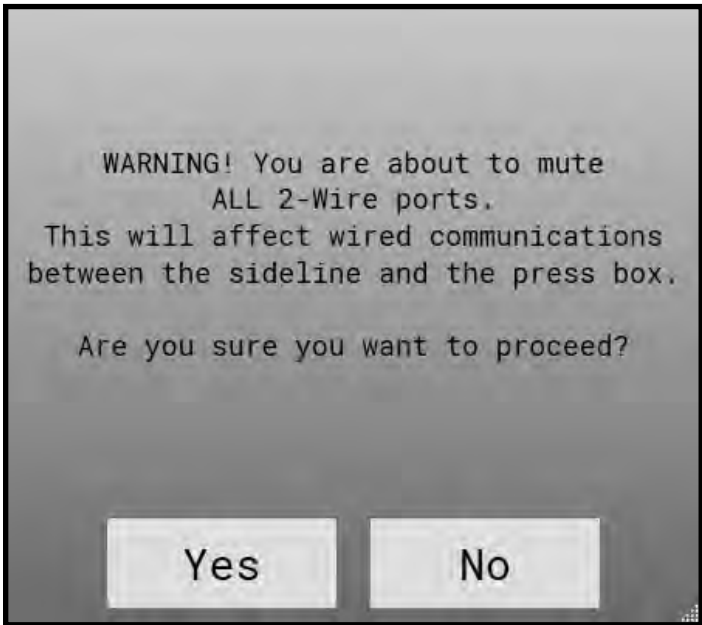 WARNING! You are about to mute
ALL 2-Wire ports.
This will affect wired communications
between the sideline and the press box.
Are you sure you want to proceed?
Yes No